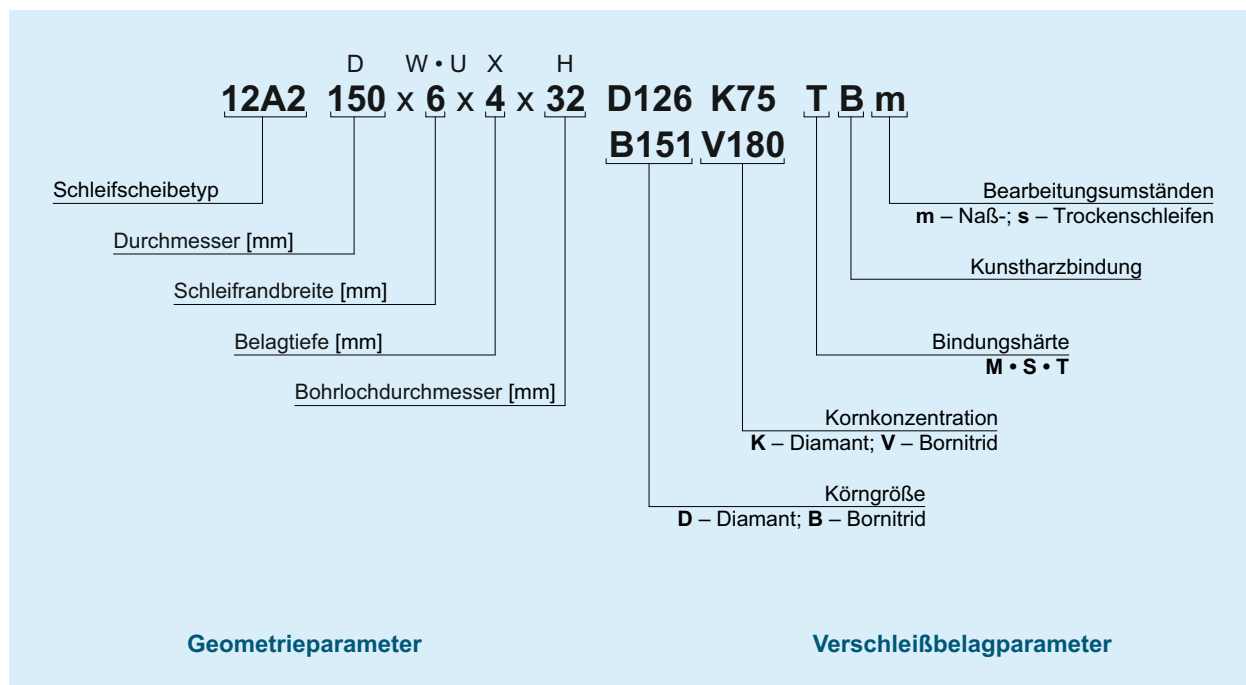 D W • U X H
12A2 150 x 6 x 4 x 32 D126 K75 T B m
B151 V180
Schleifscheibetyp
Durchmesser [mm]
Schleifrandbreite [mm]
Belagtiefe [mm]
Bohrlochdurchmesser [mm]
Bearbeitungsumständen
m – Naß-; s – Trockenschleifen
Kunstharzbindung
Bindungshärte
M • S • T
Kornkonzentration
K – Diamant; V – Bornitrid
Körngröße
D – Diamant; B – Bornitrid
Geometrieparameter
Verschleißbelagparameter